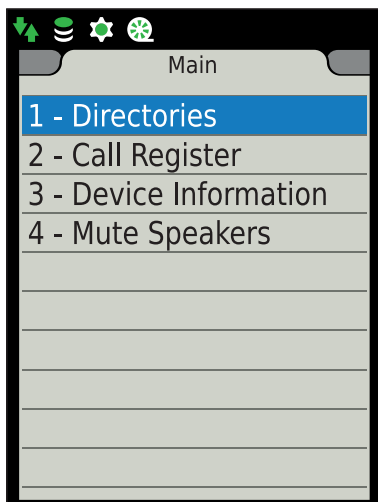 Main
1 - Directories
2 - Call Register
3 - Device Information
4 - Mute Speakers